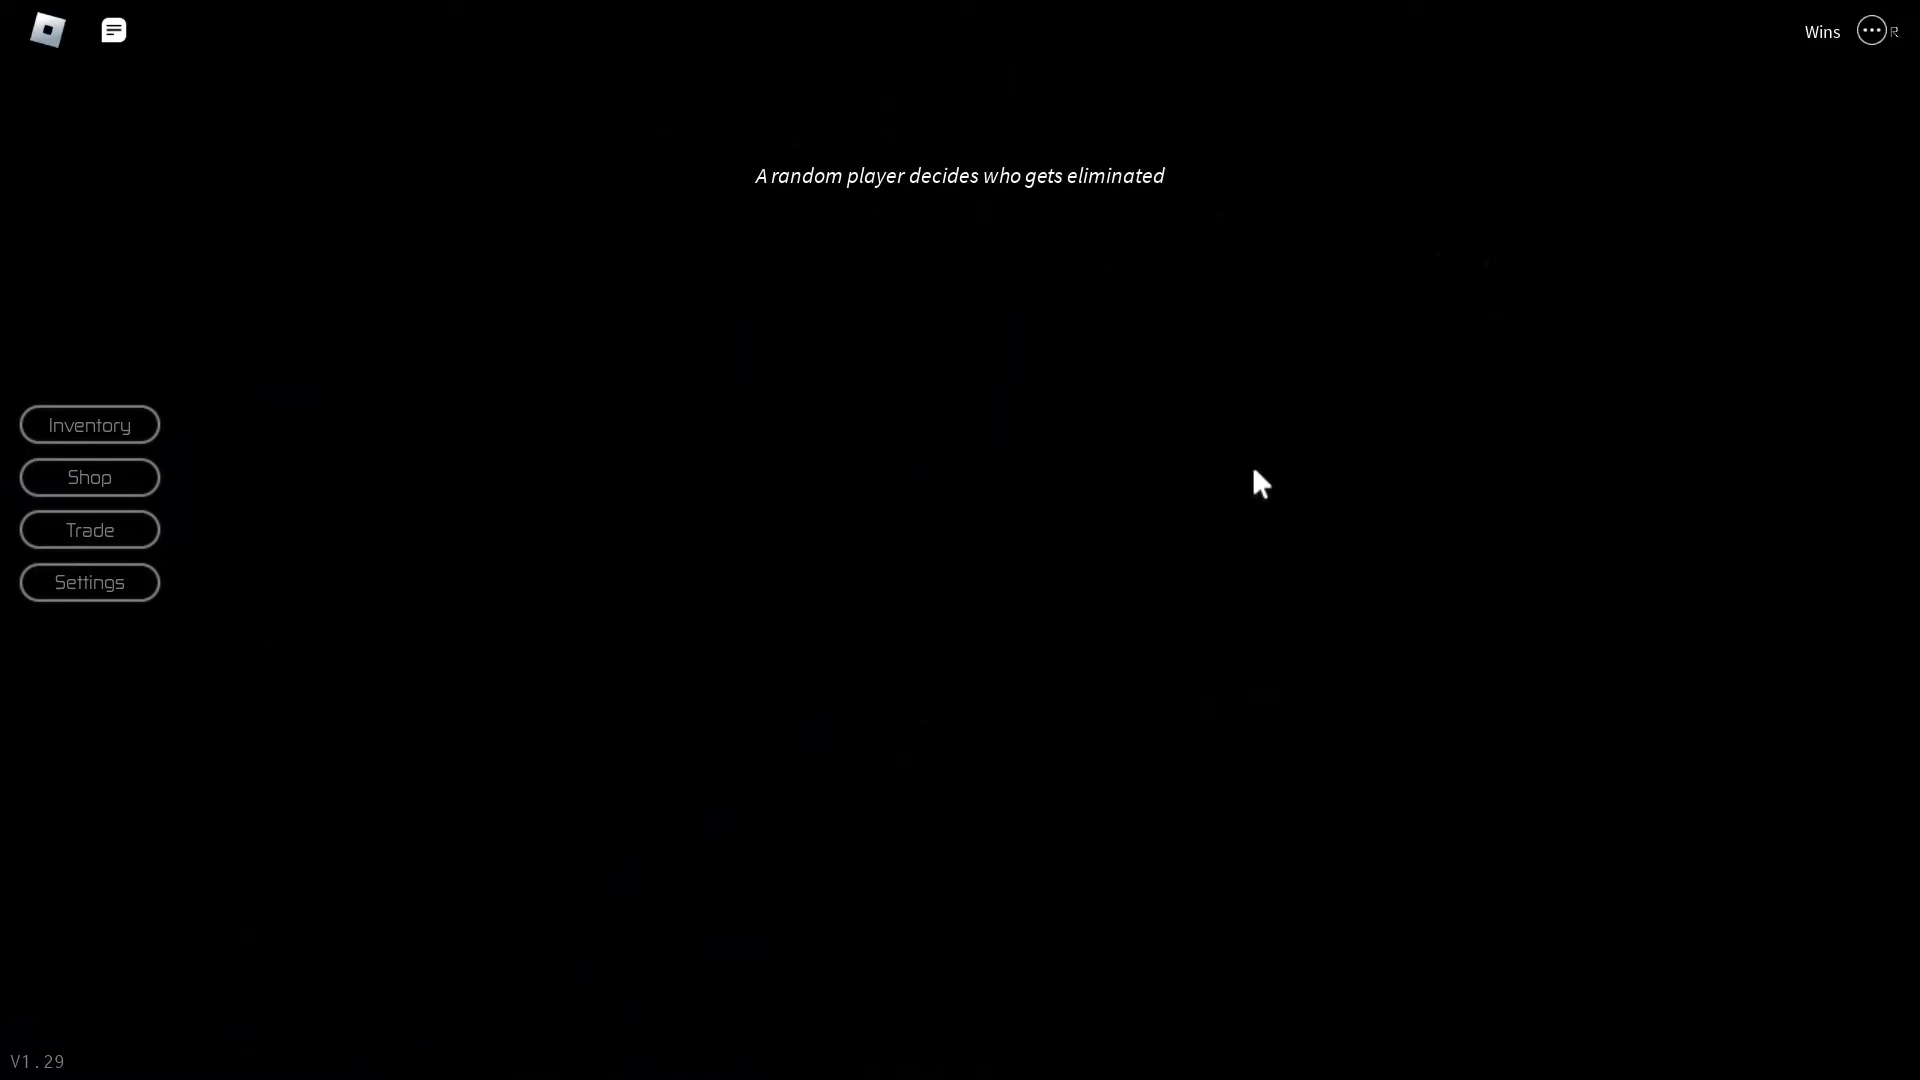 Wins
R
A random player decides who gets eliminated
Inventory
Shop
Trade
Settings
V1.29